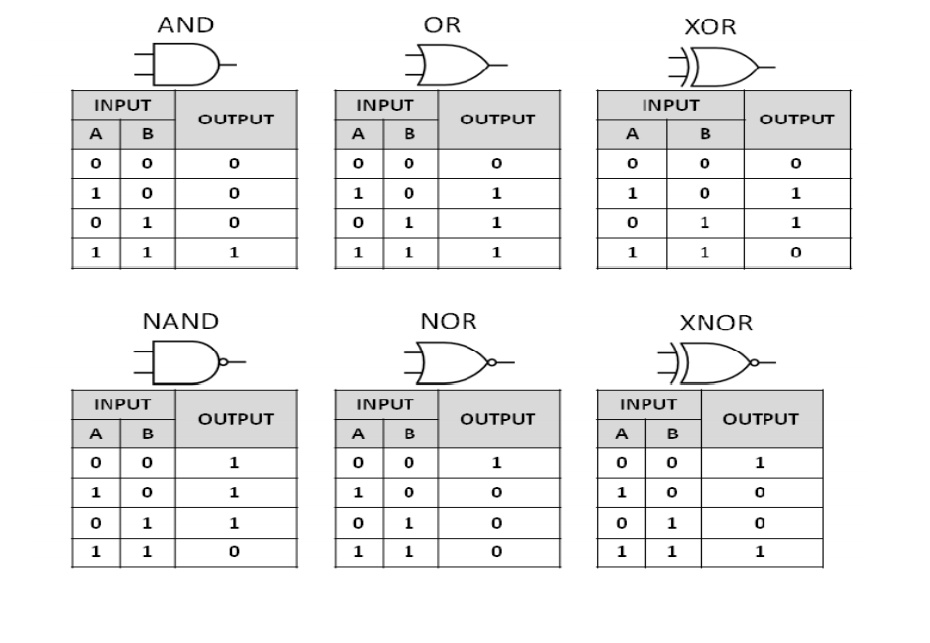 AND
INPUT OUTPUT
A B
0 0 0
1 0 0
0 1 0
1 1 1
OR
INPUT OUTPUT
A B
0 0 0
1 0 1
0 1 1
1 1 1
XOR
INPUT OUTPUT
A B
0 0 0
1 0 1
0 1 1
1 1 0
NAND
INPUT OUTPUT
A B
0 0 1
1 0 1
0 1 1
1 1 0
NOR
INPUT OUTPUT
A B
0 0 1
1 0 0
0 1 0
1 1 0
XNOR
INPUT OUTPUT
A B
0 0 1
1 0 0
0 1 0
1 1 1